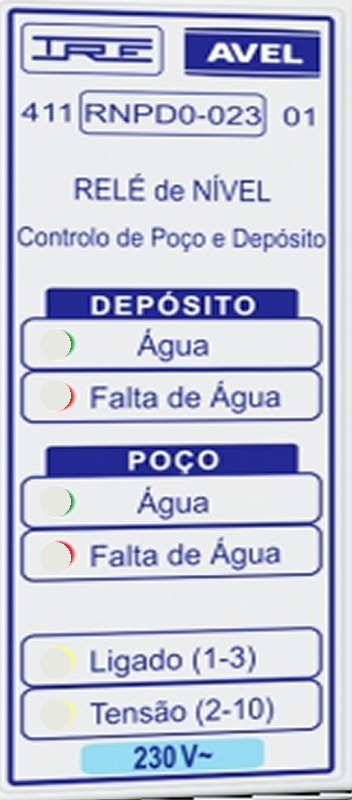 TRE AVEL
411 RNPD0-023 01
RELÉ de NÍVEL
Controlo de Poço e Depósito
DEPÓSITO
Água
Falta de Água
POÇO
Água
Falta de Água
Ligado (1-3)
Tensão (2-10)
230 V~